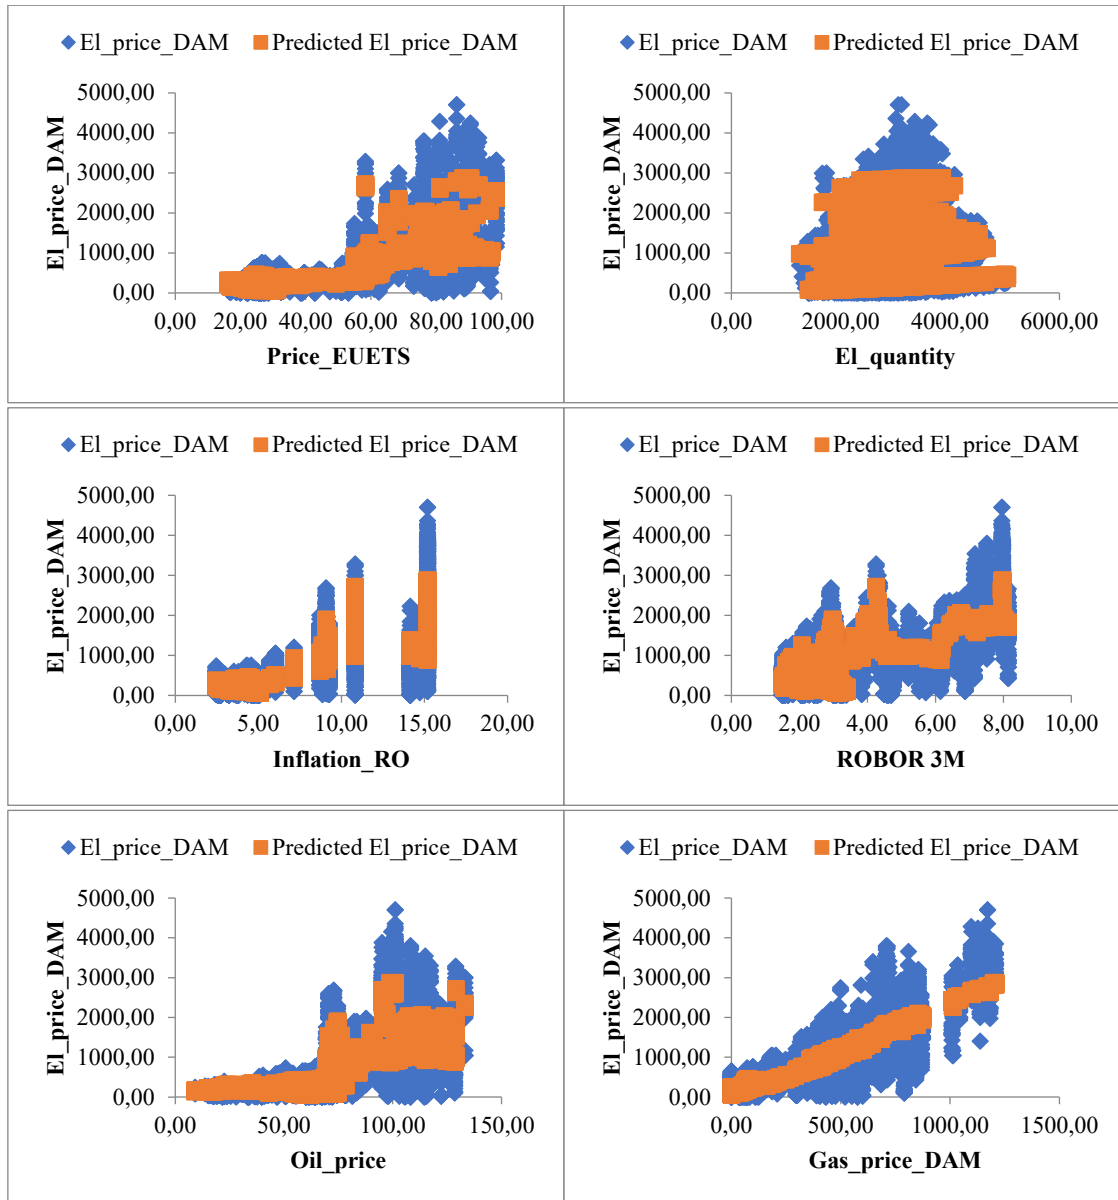 El_price_DAM Predicted El_price_DAM
5000,00
4000,00
3000,00
2000,00
1000,00
0,00
El_price_DAM
0,00 20,00 40,00 60,00 80,00 100,00
Price_EUETS
El_price_DAM Predicted El_price_DAM
5000,00
4000,00
3000,00
2000,00
1000,00
0,00
El_price_DAM
0,00 2000,00 4000,00 6000,00
El_quantity
El_price_DAM Predicted El_price_DAM
5000,00
4000,00
3000,00
2000,00
1000,00
0,00
El_price_DAM
0,00 5,00 10,00 15,00 20,00
Inflation_RO
El_price_DAM Predicted El_price_DAM
5000,00
4000,00
3000,00
2000,00
1000,00
0,00
El_price_DAM
0,00 2,00 4,00 6,00 8,00 10,00
ROBOR 3M
El_price_DAM Predicted El_price_DAM
5000,00
4000,00
3000,00
2000,00
1000,00
0,00
El_price_DAM
0,00 50,00 100,00 150,00
Oil_price
El_price_DAM Predicted El_price_DAM
5000,00
4000,00
3000,00
2000,00
1000,00
0,00
El_price_DAM
0,00 500,00 1000,00 1500,00
Gas_price_DAM